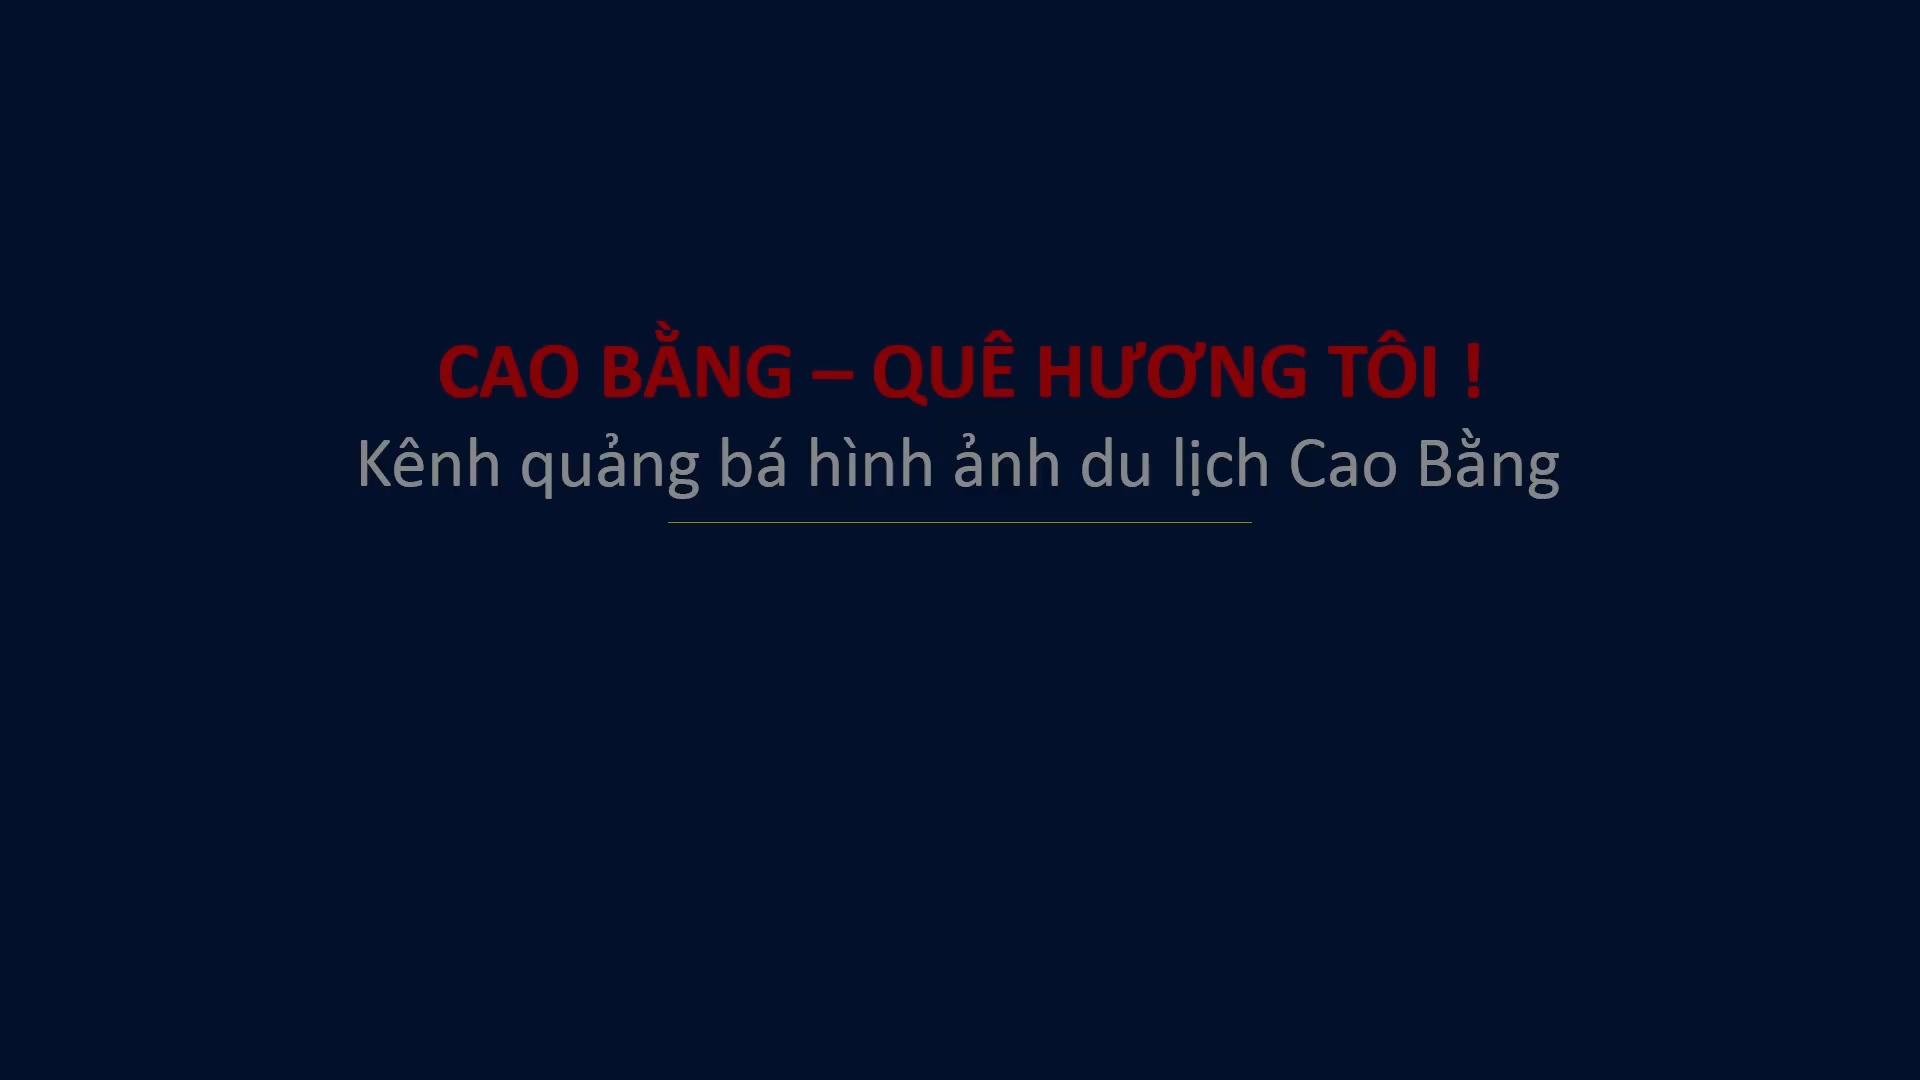 CAO BẰNG – QUÊ HƯƠNG TÔI !
Kênh quảng bá hình ảnh du lịch Cao Bằng